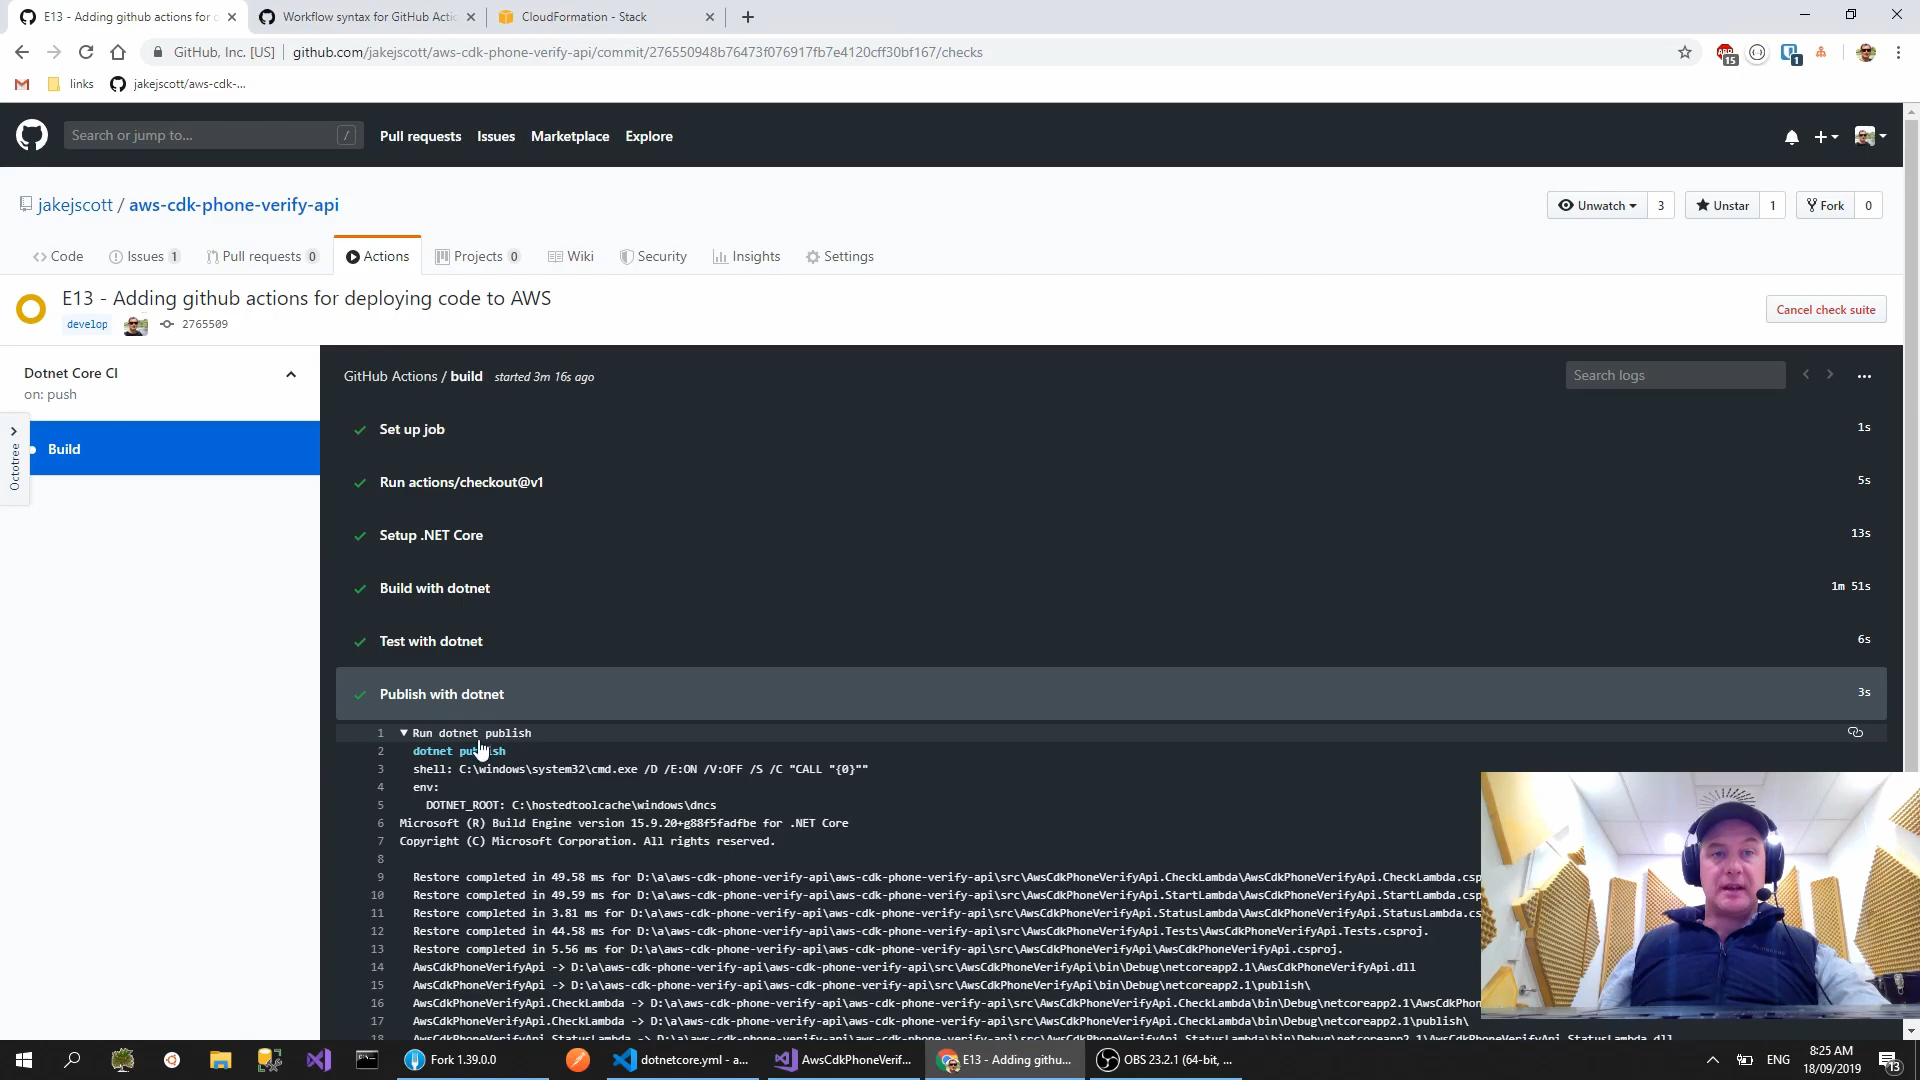 E13 - Adding github actions for d
Workflow syntax for GitHub Actio
CloudFormation - Stack
GitHub, Inc. [US]
github.com/jakejscott/aws-cdk-phone-verify-api/commit/276550948b76473f076917fb7e4120cff30bf167/checks
15
1
links
jakejscott/aws-cdk-...
Search or jump to...
/
Pull requests
Issues
Marketplace
Explore
jakejscott / aws-cdk-phone-verify-api
Unwatch 3
Unstar 1
Fork 0
Code
Issues 1
Pull requests 0
Actions
Projects 0
Wiki
Security
Insights
Settings
E13 - Adding github actions for deploying code to AWS
develop
2765509
Cancel check suite
Dotnet Core CI
on: push
Octotree
Build
GitHub Actions / build started 3m 16s ago
Search logs
Set up job 1s
Run actions/checkout@v1 5s
Setup .NET Core 13s
Build with dotnet 1m 51s
Test with dotnet 6s
Publish with dotnet 3s
1 Run dotnet publish
2 dotnet publish
3 shell: C:\windows\system32\cmd.exe /D /E:ON /V:OFF /S /C "CALL "{0}""
4 env:
5 DOTNET_ROOT: C:\hostedtoolcache\windows\dncs
6 Microsoft (R) Build Engine version 15.9.20+g88f5fadfbe for .NET Core
7 Copyright (C) Microsoft Corporation. All rights reserved.
8
9 Restore completed in 49.58 ms for D:\a\aws-cdk-phone-verify-api\aws-cdk-phone-verify-api\src\AwsCdkPhoneVerifyApi.CheckLambda\AwsCdkPhoneVerifyApi.CheckLambda.csp
10 Restore completed in 49.59 ms for D:\a\aws-cdk-phone-verify-api\aws-cdk-phone-verify-api\src\AwsCdkPhoneVerifyApi.StartLambda\AwsCdkPhoneVerifyApi.StartLambda.csp
11 Restore completed in 3.81 ms for D:\a\aws-cdk-phone-verify-api\aws-cdk-phone-verify-api\src\AwsCdkPhoneVerifyApi.StatusLambda\AwsCdkPhoneVerifyApi.StatusLambda.cs
12 Restore completed in 44.58 ms for D:\a\aws-cdk-phone-verify-api\aws-cdk-phone-verify-api\src\AwsCdkPhoneVerifyApi.Tests\AwsCdkPhoneVerifyApi.Tests.csproj.
13 Restore completed in 5.56 ms for D:\a\aws-cdk-phone-verify-api\aws-cdk-phone-verify-api\src\AwsCdkPhoneVerifyApi\AwsCdkPhoneVerifyApi.csproj.
14 AwsCdkPhoneVerifyApi -> D:\a\aws-cdk-phone-verify-api\aws-cdk-phone-verify-api\src\AwsCdkPhoneVerifyApi\bin\Debug\netcoreapp2.1\AwsCdkPhoneVerifyApi.dll
15 AwsCdkPhoneVerifyApi -> D:\a\aws-cdk-phone-verify-api\aws-cdk-phone-verify-api\src\AwsCdkPhoneVerifyApi\bin\Debug\netcoreapp2.1\publish\
16 AwsCdkPhoneVerifyApi.CheckLambda -> D:\a\aws-cdk-phone-verify-api\aws-cdk-phone-verify-api\src\AwsCdkPhoneVerifyApi.CheckLambda\bin\Debug\netcoreapp2.1\AwsCdkPhon
17 AwsCdkPhoneVerifyApi.CheckLambda -> D:\a\aws-cdk-phone-verify-api\aws-cdk-phone-verify-api\src\AwsCdkPhoneVerifyApi.CheckLambda\bin\Debug\netcoreapp2.1\publish\
Fork 1.39.0.0
dotnetcore.yml - a...
AwsCdkPhoneVerif...
E13 - Adding githu...
OBS 23.2.1 (64-bit, ...
ENG
8:25 AM
18/09/2019
13